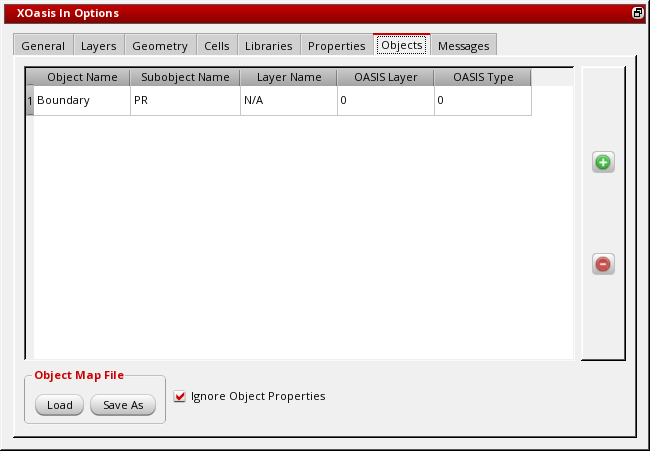 XOasis In Options
General Layers Geometry Cells Libraries Properties Objects Messages
Object Name Subobject Name Layer Name OASIS Layer OASIS Type
1 Boundary PR N/A 0 0
Object Map File
Load Save As
Ignore Object Properties